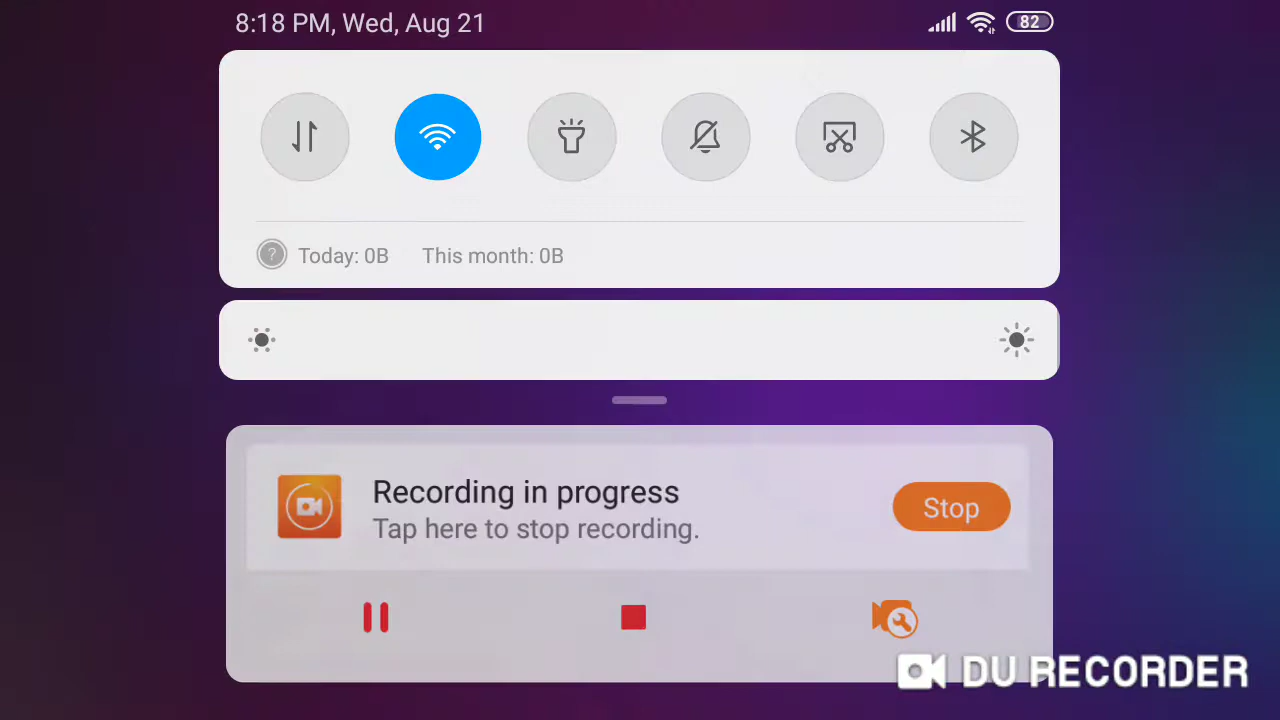 8:18 PM, Wed, Aug 21
82
? Today: 0B This month: 0B
Recording in progress
Tap here to stop recording.
Stop
DU RECORDER